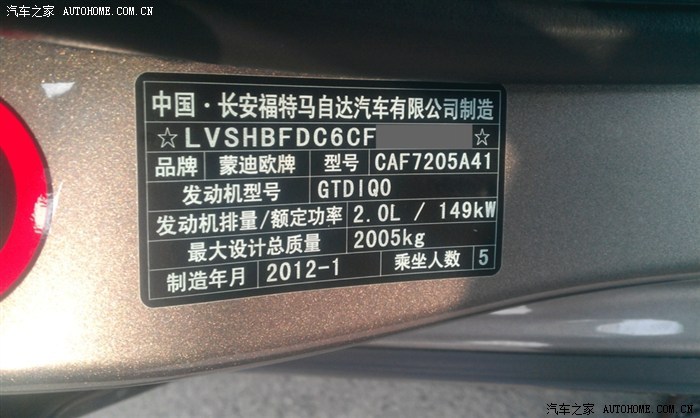 汽车之家 AUTOHOME.COM.CN
中国·长安福特马自达汽车有限公司制造
☆LVSHBFDC6CF ☆
品牌 蒙迪欧牌 型号 CAF7205A41
发动机型号 GTDIQO
发动机排量/额定功率 2.0L / 149kW
最大设计总质量 2005kg
制造年月 2012-1 乘坐人数 5
汽车之家 AUTOHOME.COM.CN